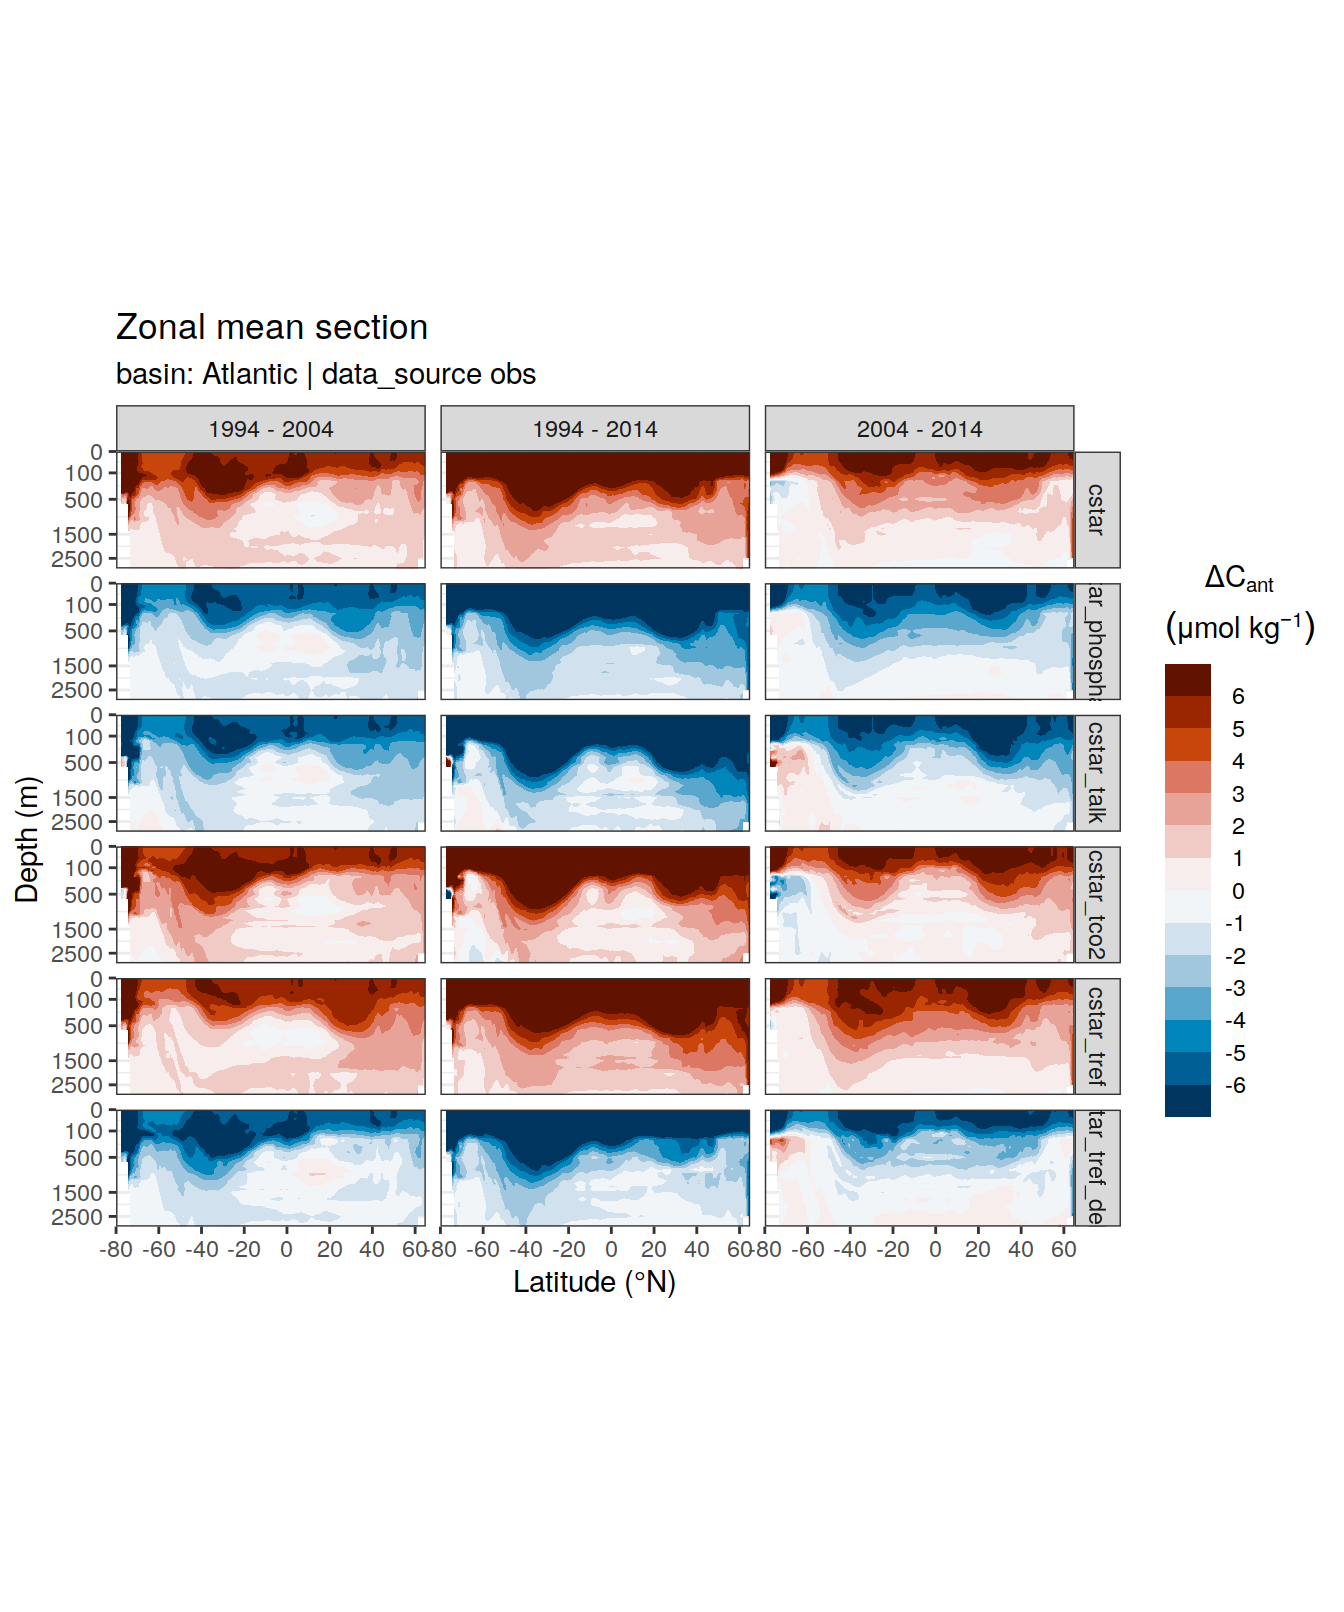 Zonal mean section
basin: Atlantic | data_source obs
1994 - 2004 1994 - 2014 2004 - 2014
0
100
500
1500
2500
cstar
0
100
500
1500
2500
0
100
500
1500
2500
cstar_talk
0
100
500
1500
2500
cstar_tco2
0
100
500
1500
2500
cstar_tref
0
100
500
1500
2500
tar_tref_de
Depth (m)
-80 -60 -40 -20 0 20 40 60
-80 -60 -40 -20 0 20 40 60
-80 -60 -40 -20 0 20 40 60
Latitude (°N)
ΔCant
(μmol kg⁻¹)
6
5
4
3
2
1
0
-1
-2
-3
-4
-5
-6